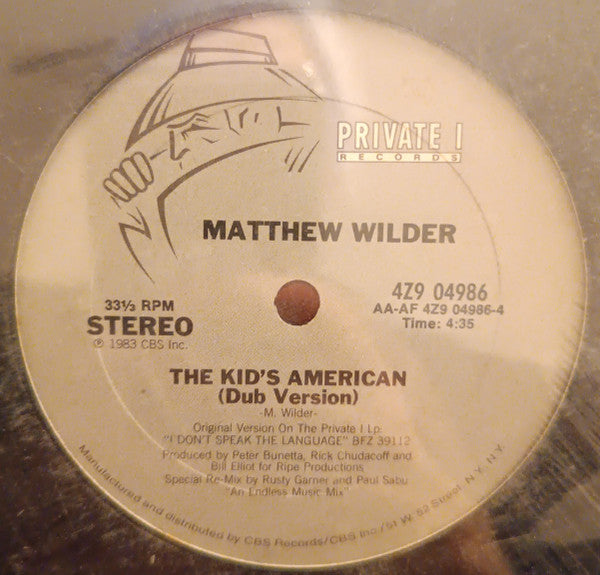 PRIVATE I
RECORDS
MATTHEW WILDER
33⅓ RPM
STEREO
℗ 1983 CBS Inc.
4Z9 04986
AA-AF 4Z9 04986-4
Time: 4:35
THE KID'S AMERICAN
(Dub Version)
-M. Wilder-
Original Version On The Private I Lp:
"I DON'T SPEAK THE LANGUAGE" BFZ 39112
Produced by Peter Bunetta, Rick Chudacoff and
Bill Elliot for Ripe Productions
Special Re-Mix by Rusty Garner and Paul Sabu
"An Endless Music Mix"
Manufactured and distributed by CBS Records/CBS Inc./51 W. 52 Street, N.Y. N.Y.